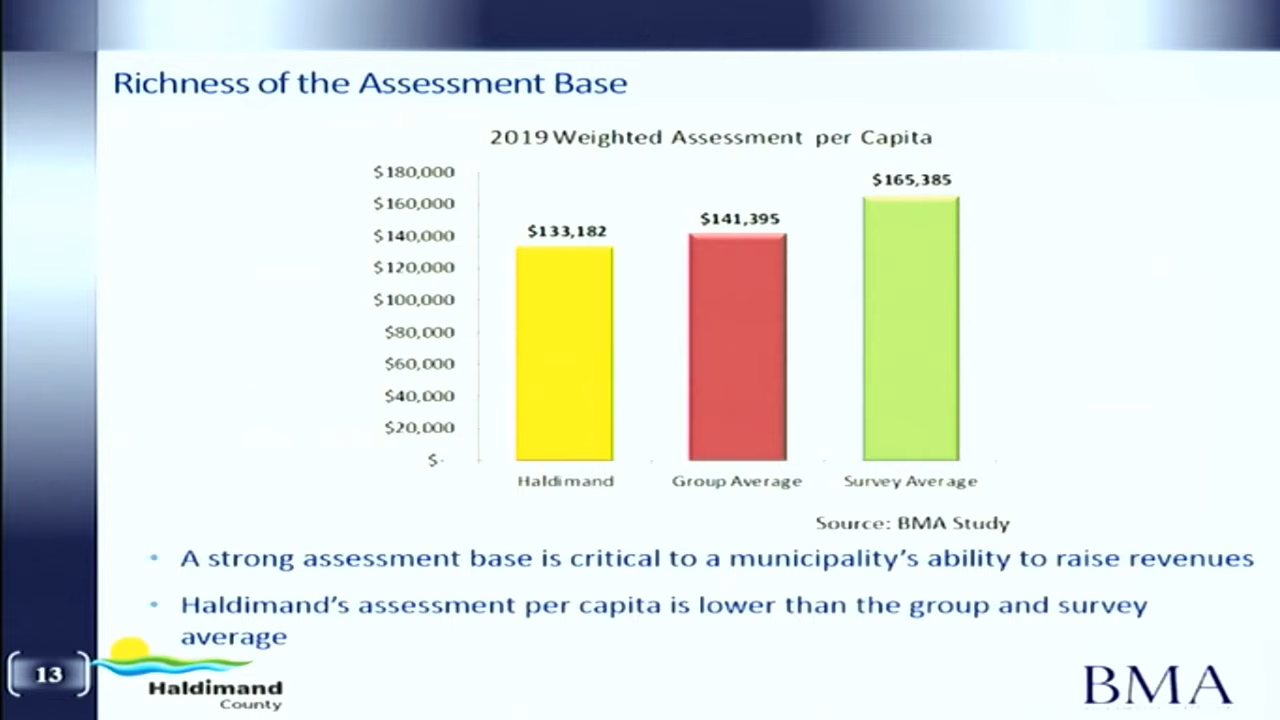 Richness of the Assessment Base
2019 Weighted Assessment per Capita
$180,000
$160,000
$140,000
$120,000
$100,000
$80,000
$60,000
$40,000
$20,000
$-
$133,182
$141,395
$165,385
Haldimand
Group Average
Survey Average
Source: BMA Study
• A strong assessment base is critical to a municipality's ability to raise revenues
• Haldimand's assessment per capita is lower than the group and survey
average
13
Haldimand
County
BMA